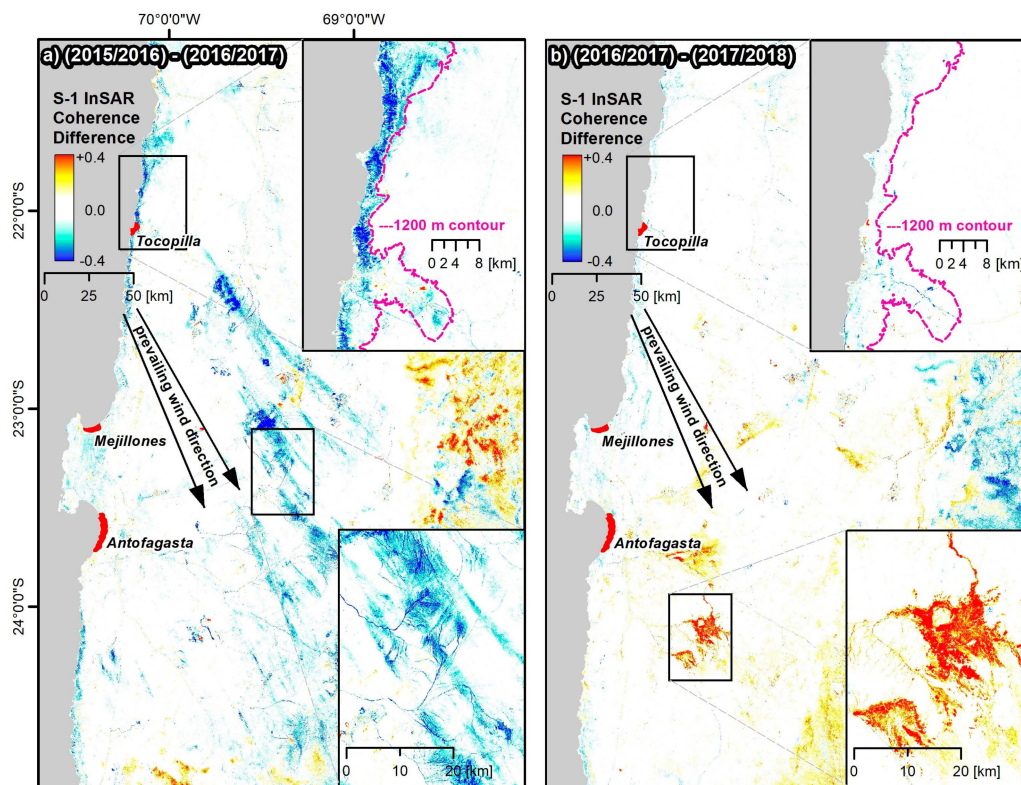 70°00'0"W
69°00'0"W
a) (2015/2016) - (2016/2017)
S-1 InSAR
Coherence
Difference
+0.4
0.0
-0.4
22°0'0"S
Tocopilla
0 25 50 [km]
---1200 m contour
0 2 4 8 [km]
prevailing wind direction
23°0'0"S
Mejillones
Antofagasta
24°0'0"S
0 10 20 [km]
b) (2016/2017) - (2017/2018)
S-1 InSAR
Coherence
Difference
+0.4
0.0
-0.4
Tocopilla
0 25 50 [km]
---1200 m contour
0 2 4 8 [km]
prevailing wind direction
Mejillones
Antofagasta
0 10 20 [km]